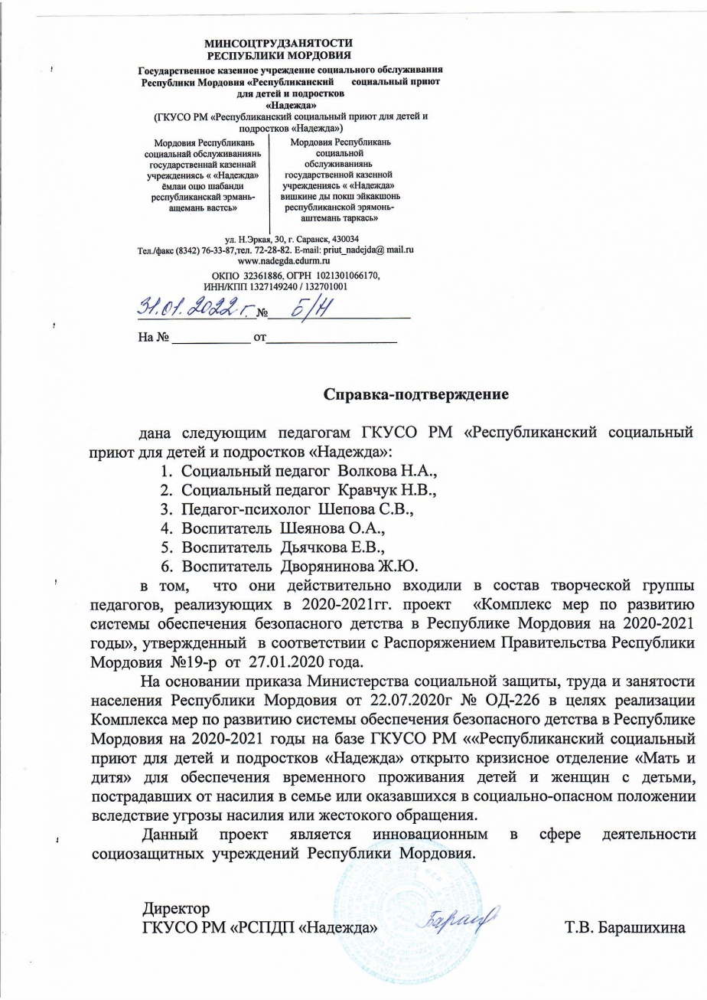 МИНСОЦТРУДЗАНЯТОСТИ
РЕСПУБЛИКИ МОРДОВИЯ
Государственное казенное учреждение социального обслуживания
Республики Мордовия «Республиканский социальный приют
для детей и подростков
«Надежда»
(ГКУСО РМ «Республиканский социальный приют для детей и
подростков «Надежда»)
Мордовия Республикань
социальнай обслуживаниянь
государственнай казеннай
учреждениясь « «Надежда»
ёмлаи оцю шабанди
республиканскай эрмань-
ащемань вастсь»
Мордовия Республикань
социальной
обслуживаниянь
государственной казенной
учреждениясь « «Надежда»
вишкине ды покш эйкакшонь
республиканской эрямонь-
аштемань таркась»
ул. Н.Эркая, 30, г. Саранск, 430034
Тел./факс (8342) 76-33-87,тел. 72-28-82. E-mail: priut_nadejda@ mail.ru
www.nadegda.edurm.ru
ОКПО 32361886, ОГРН 1021301066170,
ИНН/КПП 1327149240 / 132701001
31.01.2022 г. № Б/Н
На № ____________ от____________________
Справка-подтверждение
дана следующим педагогам ГКУСО РМ «Республиканский социальный
приют для детей и подростков «Надежда»:
1. Социальный педагог Волкова Н.А.,
2. Социальный педагог Кравчук Н.В.,
3. Педагог-психолог Шепова С.В.,
4. Воспитатель Шеянова О.А.,
5. Воспитатель Дьячкова Е.В.,
6. Воспитатель Дворянинова Ж.Ю.
в том, что они действительно входили в состав творческой группы
педагогов, реализующих в 2020-2021гг. проект «Комплекс мер по развитию
системы обеспечения безопасного детства в Республике Мордовия на 2020-2021
годы», утвержденный в соответствии с Распоряжением Правительства Республики
Мордовия №19-р от 27.01.2020 года.
На основании приказа Министерства социальной защиты, труда и занятости
населения Республики Мордовия от 22.07.2020г № ОД-226 в целях реализации
Комплекса мер по развитию системы обеспечения безопасного детства в Республике
Мордовия на 2020-2021 годы на базе ГКУСО РМ ««Республиканский социальный
приют для детей и подростков «Надежда» открыто кризисное отделение «Мать и
дитя» для обеспечения временного проживания детей и женщин с детьми,
пострадавших от насилия в семье или оказавшихся в социально-опасном положении
вследствие угрозы насилия или жестокого обращения.
Данный проект является инновационным в сфере деятельности
социозащитных учреждений Республики Мордовия.
Директор
ГКУСО РМ «РСПДП «Надежда» Т.В. Барашихина